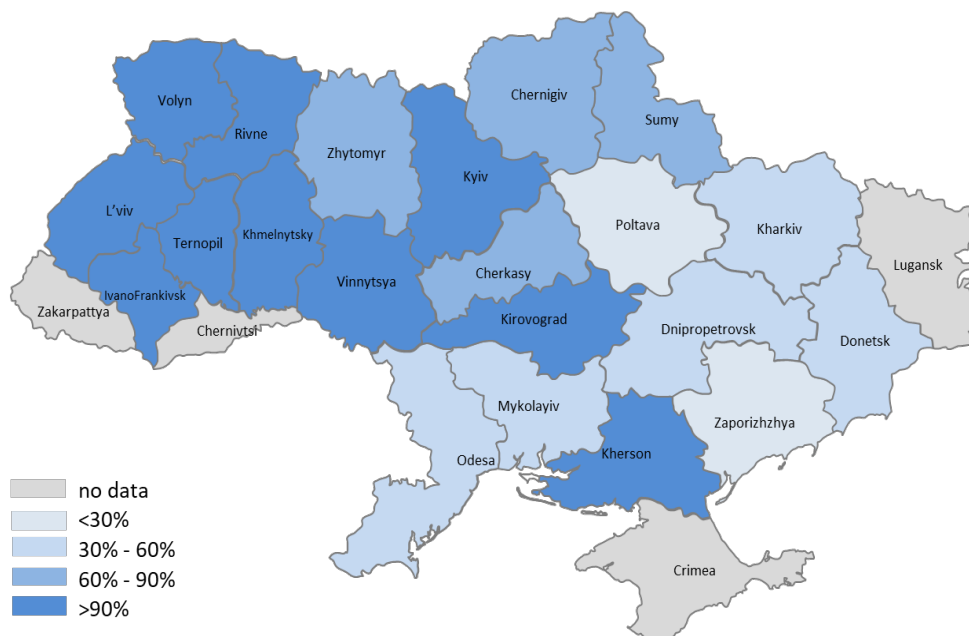 Volyn
Rivne
Zhytomyr
Chernigiv
Sumy
Kyiv
L'viv
Ternopil
Khmelnytsky
Poltava
Kharkiv
Lugansk
Vinnytsya
Cherkasy
IvanoFrankivsk
Zakarpattya
Chernivtsi
Kirovograd
Dnipropetrovsk
Donetsk
Mykolayiv
Zaporizhzhya
Odesa
Kherson
Crimea
no data
<30%
30% - 60%
60% - 90%
>90%